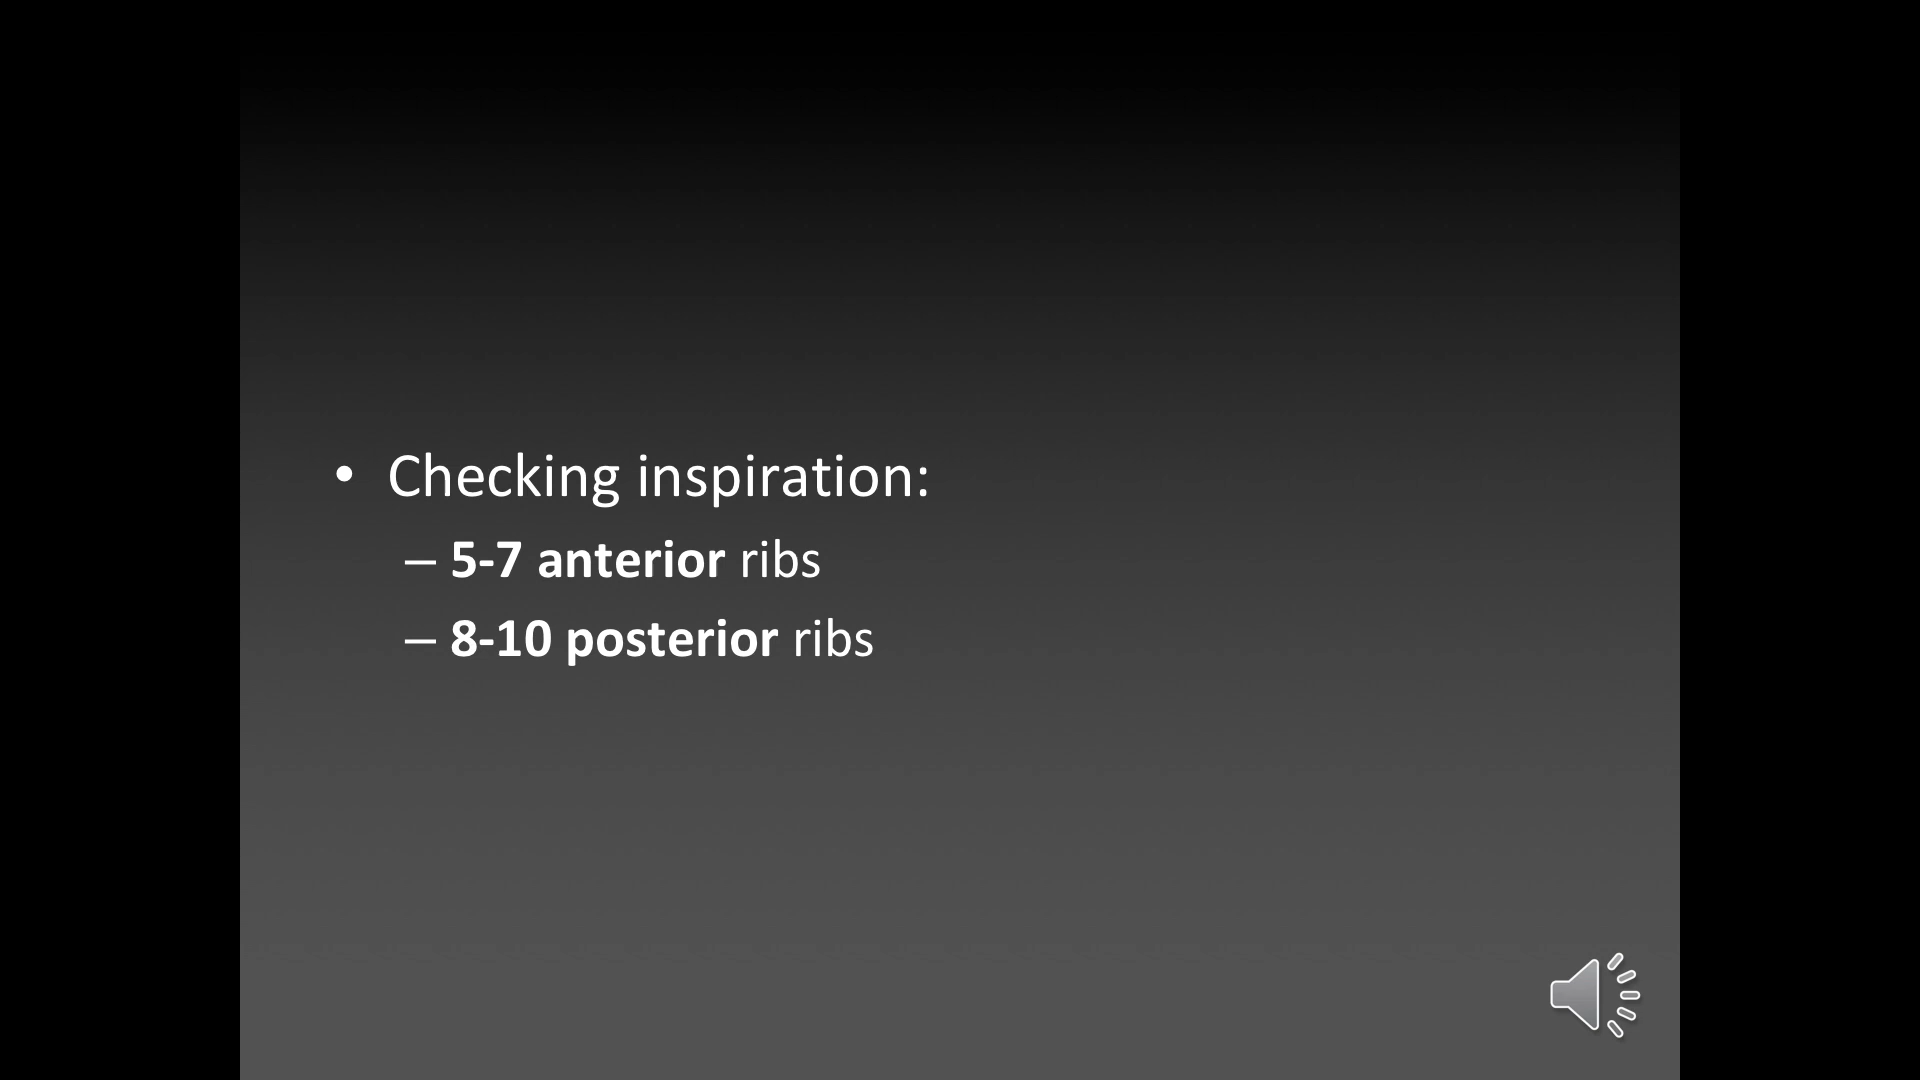 • Checking inspiration:
– 5-7 anterior ribs
– 8-10 posterior ribs